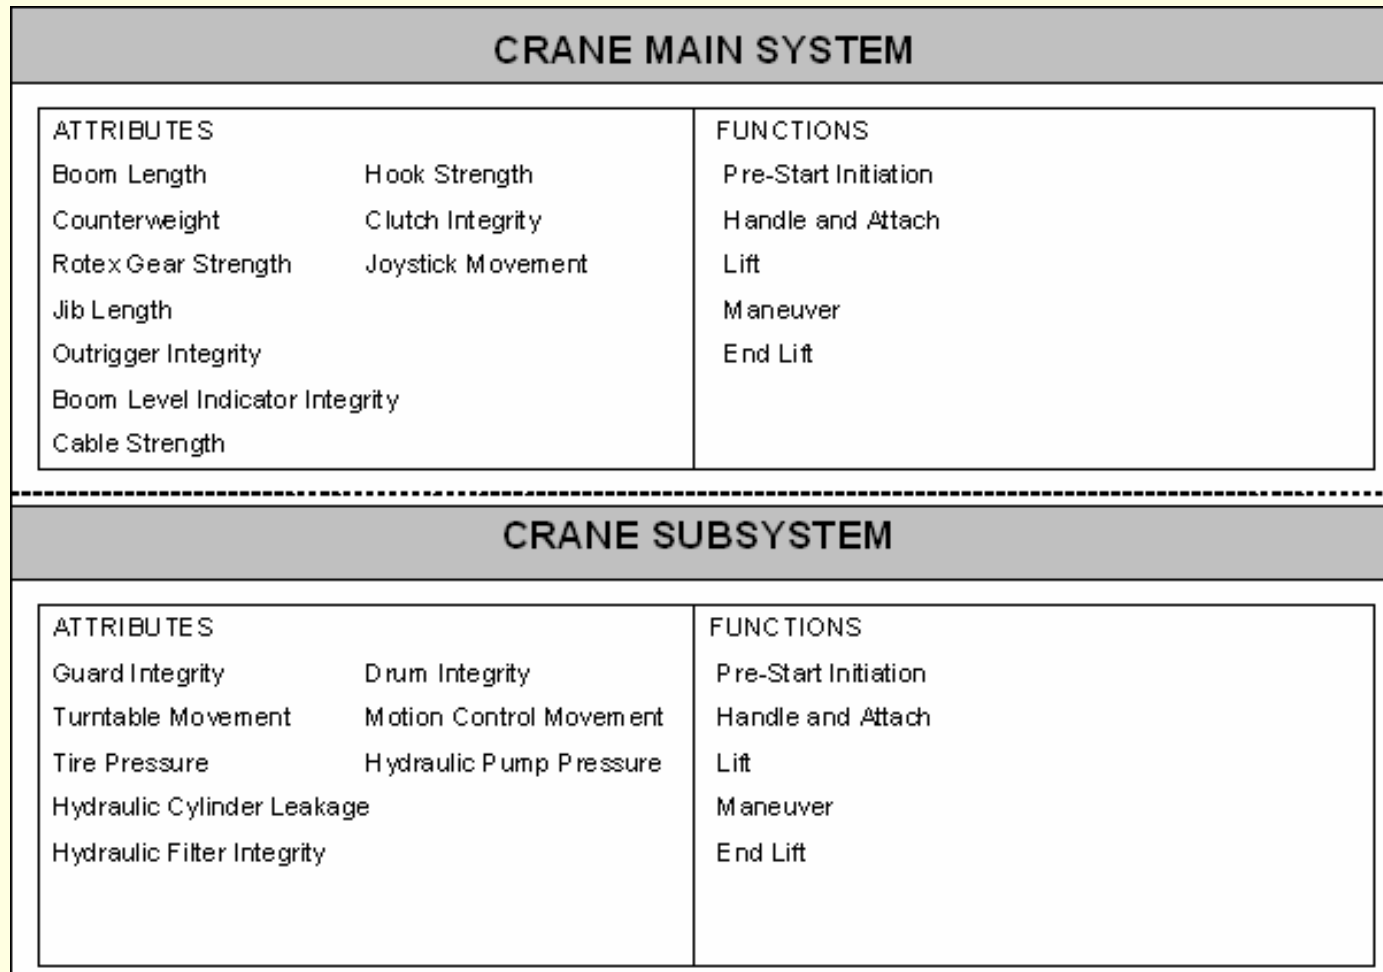 CRANE MAIN SYSTEM
ATTRIBUTES
Boom Length
Counterweight
Rotex Gear Strength
Jib Length
Outrigger Integrity
Boom Level Indicator Integrity
Cable Strength
Hook Strength
Clutch Integrity
Joystick Movement
FUNCTIONS
Pre-Start Initiation
Handle and Attach
Lift
Maneuver
End Lift
CRANE SUBSYSTEM
ATTRIBUTES
Guard Integrity
Turntable Movement
Tire Pressure
Hydraulic Cylinder Leakage
Hydraulic Filter Integrity
Drum Integrity
Motion Control Movement
Hydraulic Pump Pressure
FUNCTIONS
Pre-Start Initiation
Handle and Attach
Lift
Maneuver
End Lift